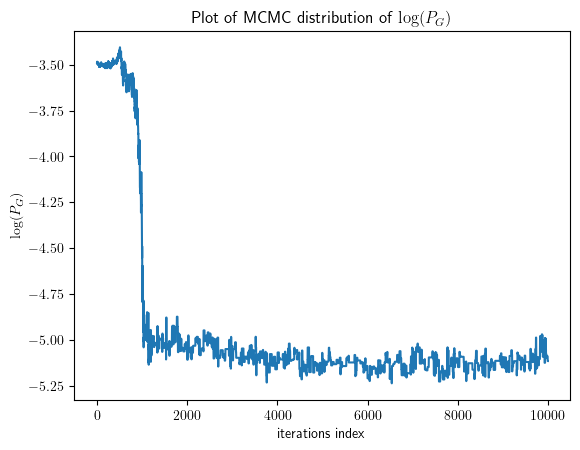 Plot of MCMC distribution of log(P_G)
log(P_G)
−3.50
−3.75
−4.00
−4.25
−4.50
−4.75
−5.00
−5.25
0 2000 4000 6000 8000 10000
iterations index